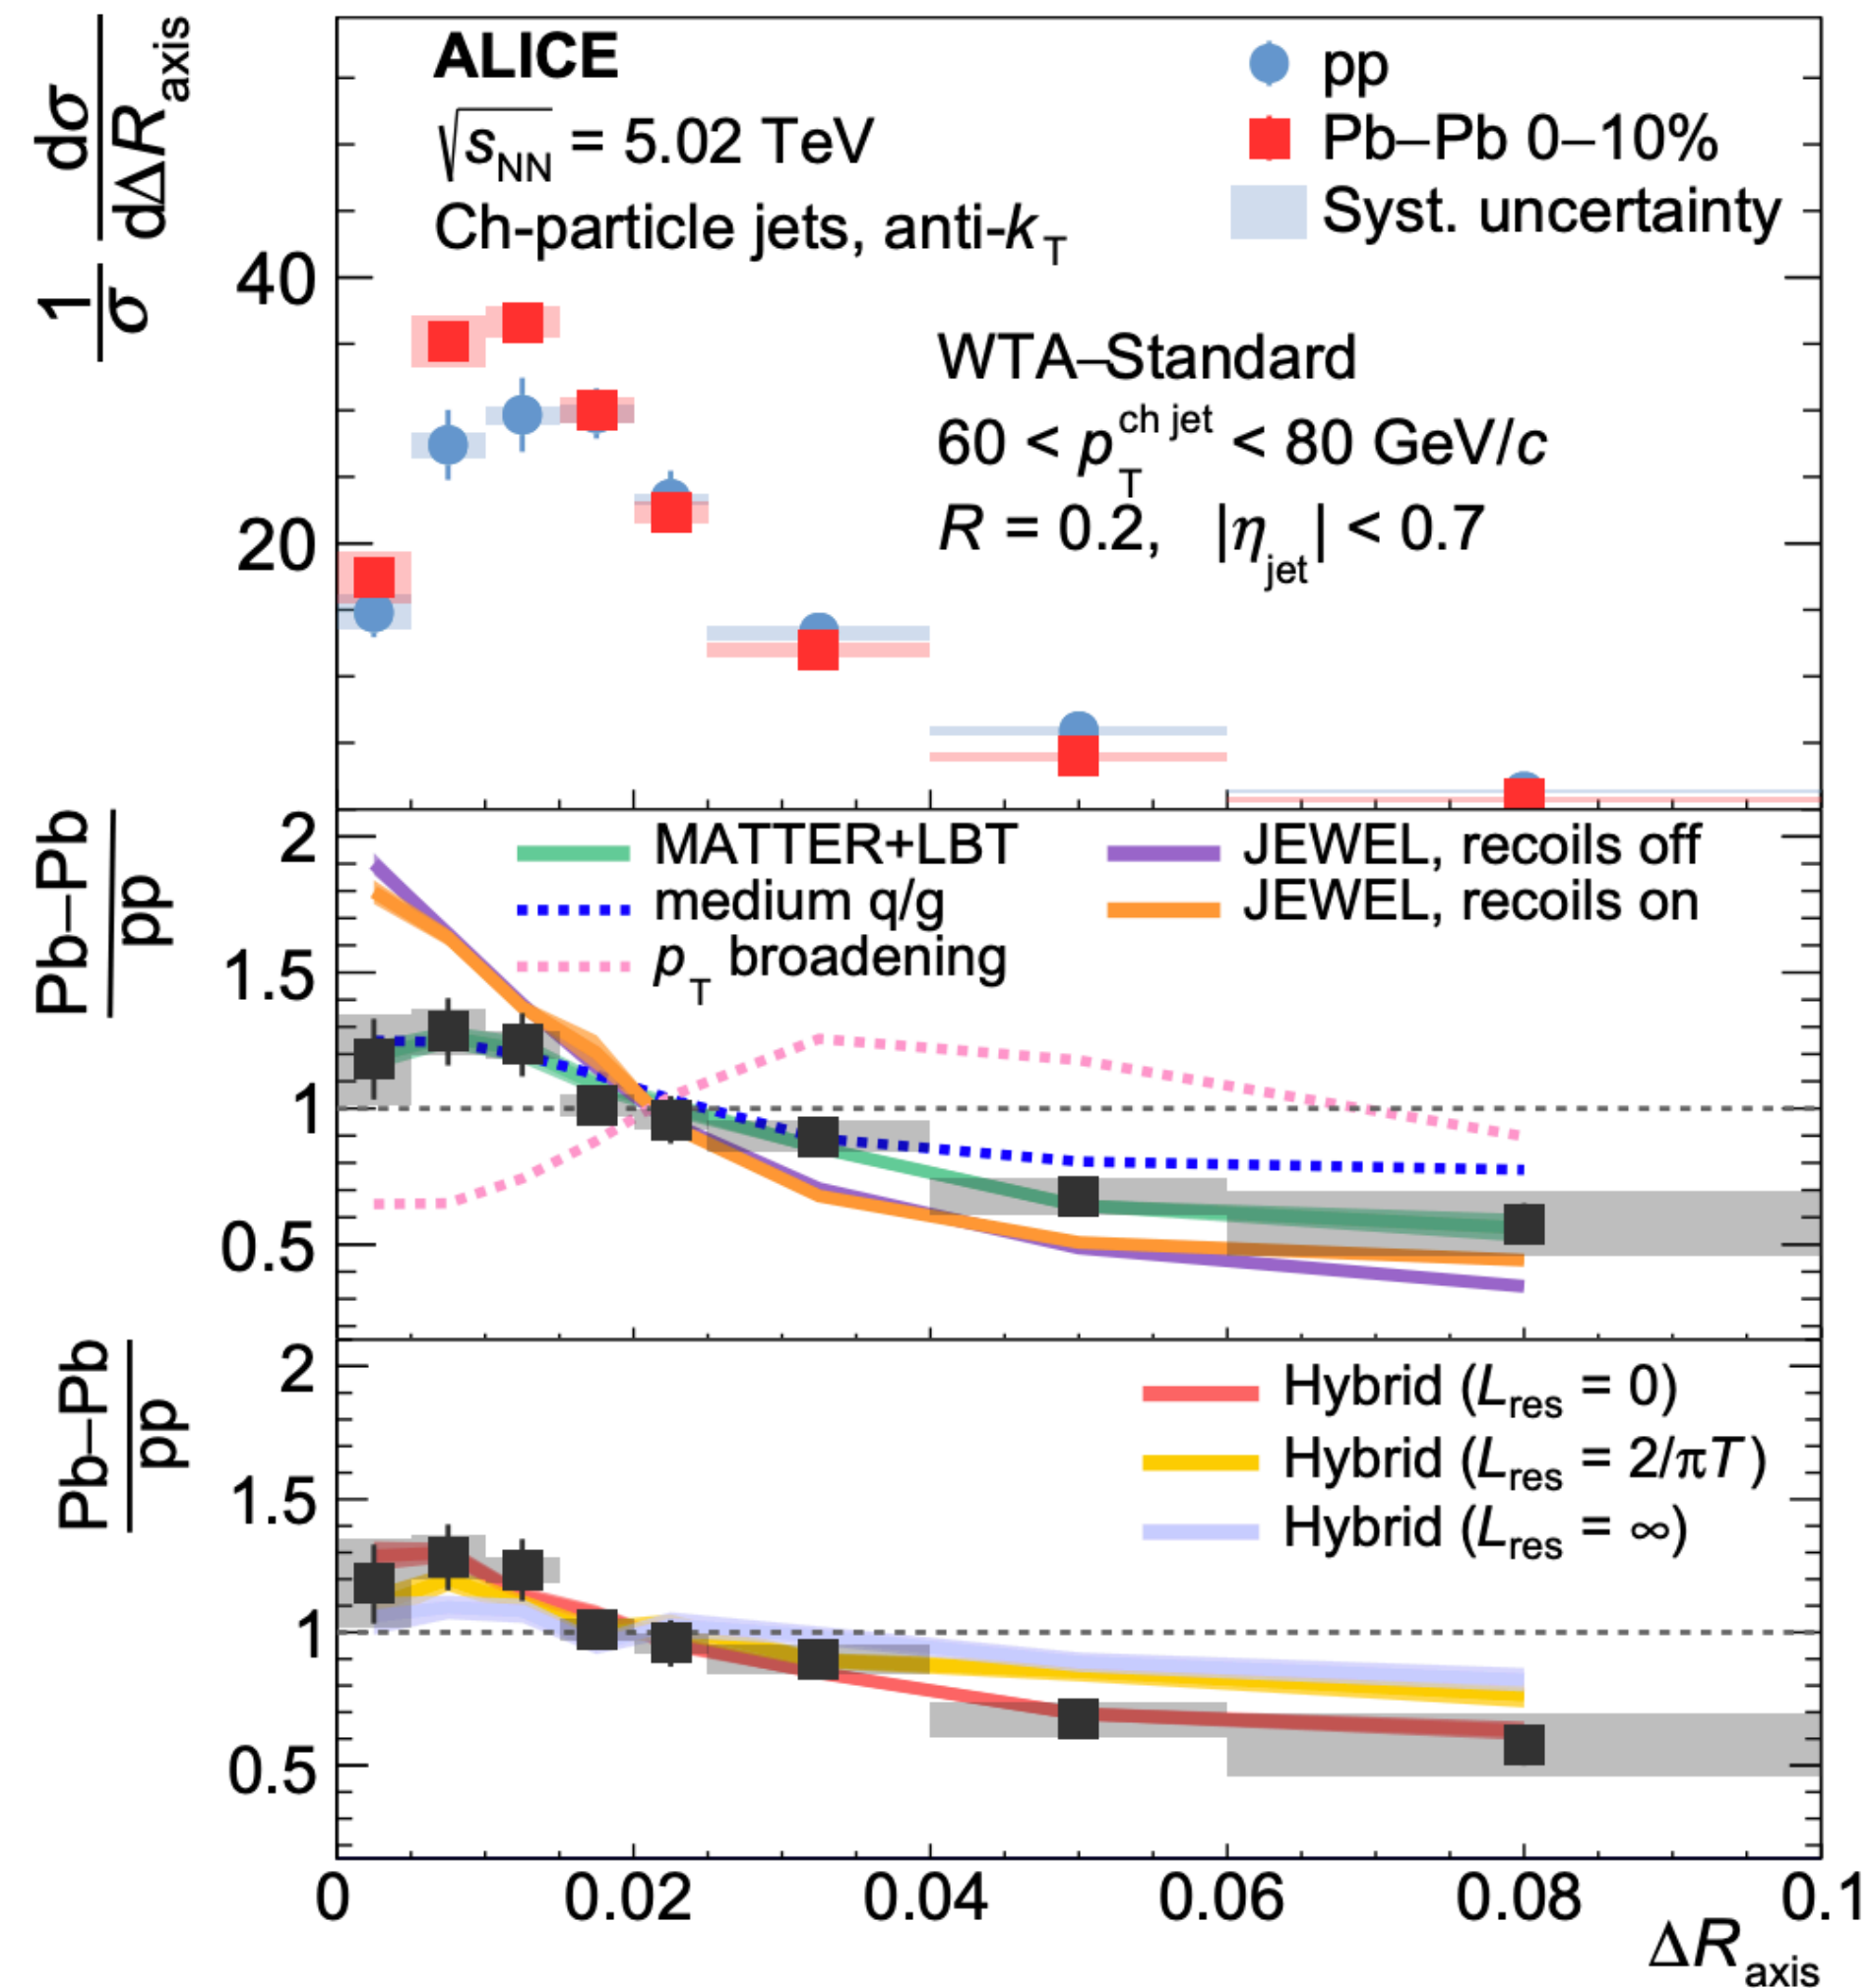 1/σ dσ/dΔR_axis
ALICE
√s_NN = 5.02 TeV
Ch-particle jets, anti-k_T
pp
Pb–Pb 0–10%
Syst. uncertainty
WTA–Standard
60 < p_T^ch jet < 80 GeV/c
R = 0.2, |η_jet| < 0.7
40
20
Pb–Pb/pp
MATTER+LBT
medium q/g
p_T broadening
JEWEL, recoils off
JEWEL, recoils on
2
1.5
1
0.5
Pb–Pb/pp
Hybrid (L_res = 0)
Hybrid (L_res = 2/πT)
Hybrid (L_res = ∞)
2
1.5
1
0.5
0 0.02 0.04 0.06 0.08 0.1
ΔR_axis